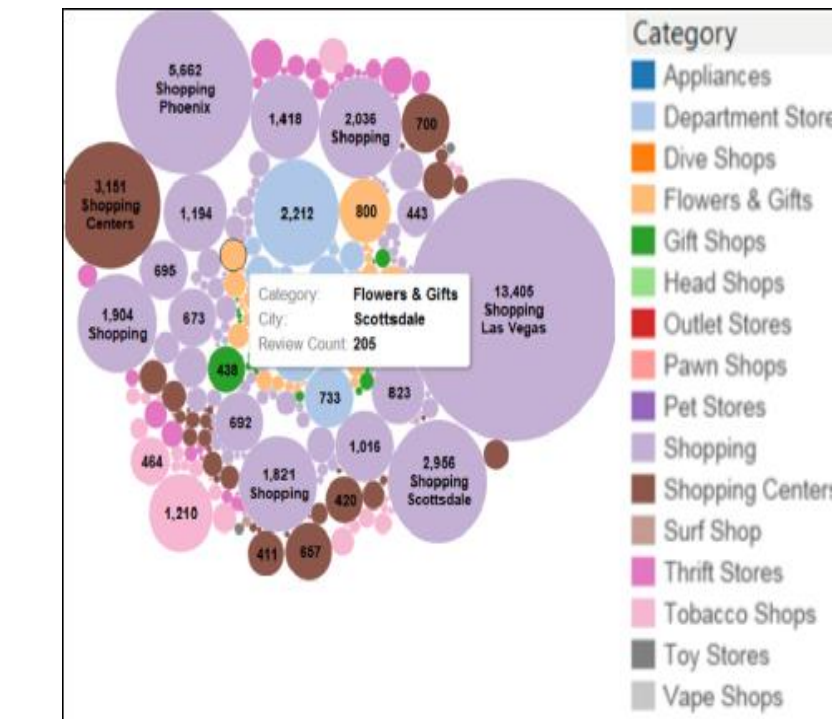 5,662
Shopping
Phoenix
1,418
2,036
Shopping
700
3,151
Shopping
Centers
1,194
2,212
800
443
695
13,405
Shopping
Las Vegas
1,904
Shopping
673
Category: Flowers & Gifts
City: Scottsdale
Review Count: 205
438
733
823
692
1,016
464
1,821
Shopping
2,956
Shopping
Scottsdale
420
1,210
411
657
Category
Appliances
Department Store
Dive Shops
Flowers & Gifts
Gift Shops
Head Shops
Outlet Stores
Pawn Shops
Pet Stores
Shopping
Shopping Centers
Surf Shop
Thrift Stores
Tobacco Shops
Toy Stores
Vape Shops